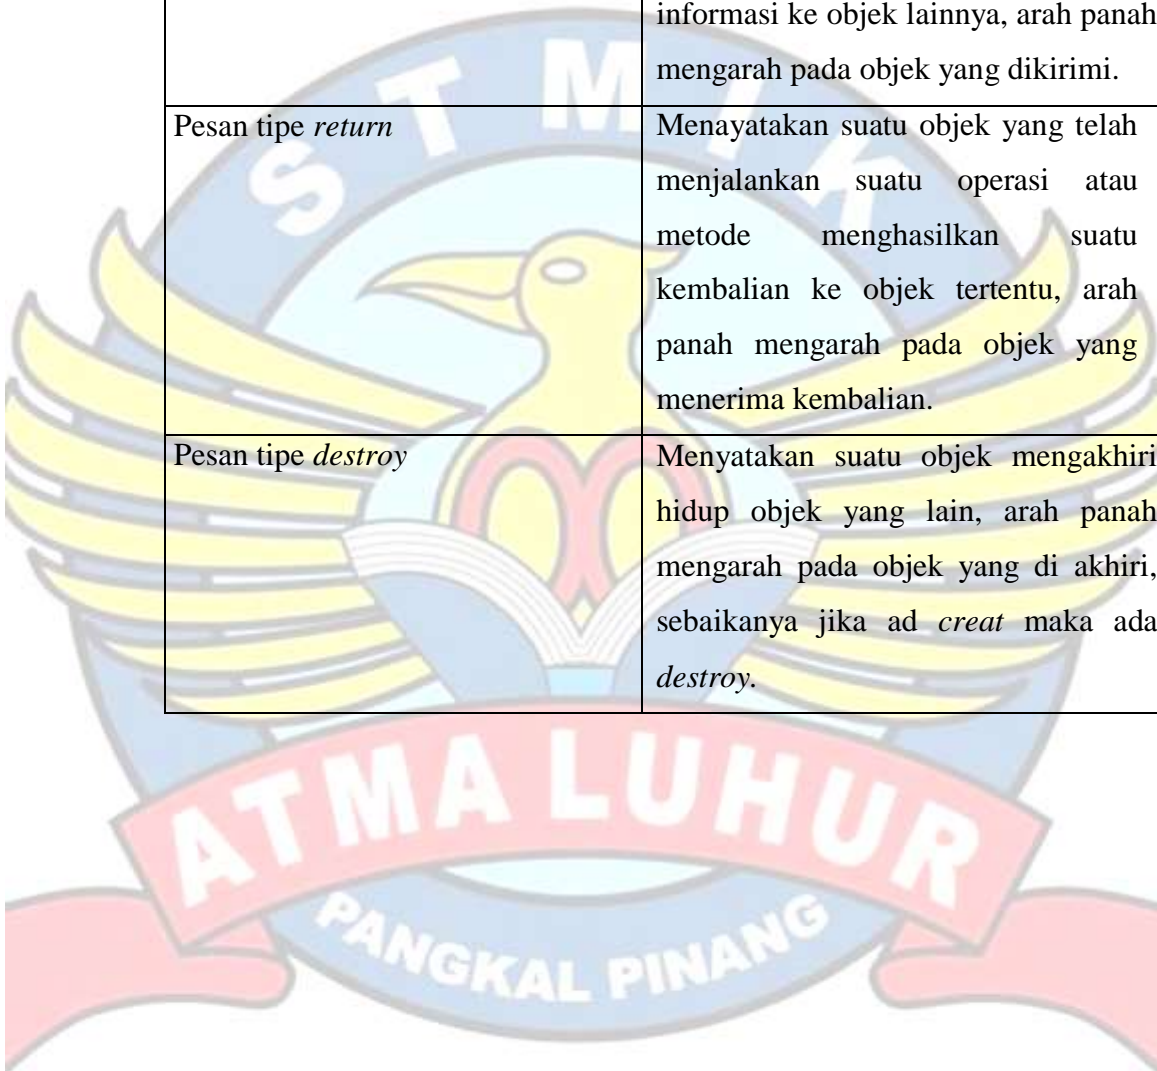 informasi ke objek lainnya, arah panah
mengarah pada objek yang dikirimi.
Pesan tipe return
Menayatakan suatu objek yang telah
menjalankan suatu operasi atau
metode menghasilkan suatu
kembalian ke objek tertentu, arah
panah mengarah pada objek yang
menerima kembalian.
Pesan tipe destroy
Menyatakan suatu objek mengakhiri
hidup objek yang lain, arah panah
mengarah pada objek yang di akhiri,
sebaikanya jika ad creat maka ada
destroy.
STMIK
ATMA LUHUR
PANGKAL PINANG